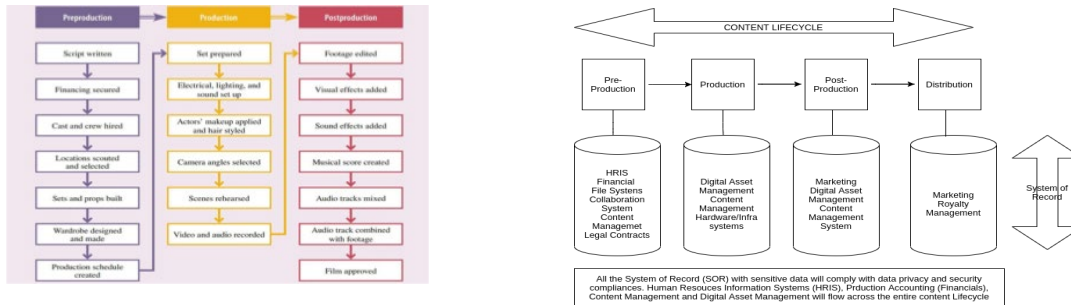 Preproduction
Production
Postproduction
Script written
Financing secured
Cast and crew hired
Locations scouted
and selected
Sets and props built
Wardrobe designed
and made
Production schedule
created
Set prepared
Electrical, lighting, and
sound set up
Actors' makeup applied
and hair styled
Camera angles selected
Scenes rehearsed
Video and audio recorded
Footage edited
Visual effects added
Sound effects added
Musical score created
Audio tracks mixed
Audio track combined
with footage
Film approved
CONTENT LIFECYCLE
Pre-
Production
Production
Post-
Production
Distribution
HRIS
Financial
File Systems
Collaboration
System
Content
Managemet
Legal Contracts
Digital Asset
Management
Content
Management
Hardware/Infra
systems
Marketing
Digital Asset
Management
Content
Management
System
Marketing
Royalty
Management
System of
Record
All the System of Record (SOR) with sensitive data will comply with data privacy and security
compliances. Human Resouces Information Systems (HRIS), Prduction Accounting (Financials),
Content Management and Digital Asset Management will flow across the entire content Lifecycle